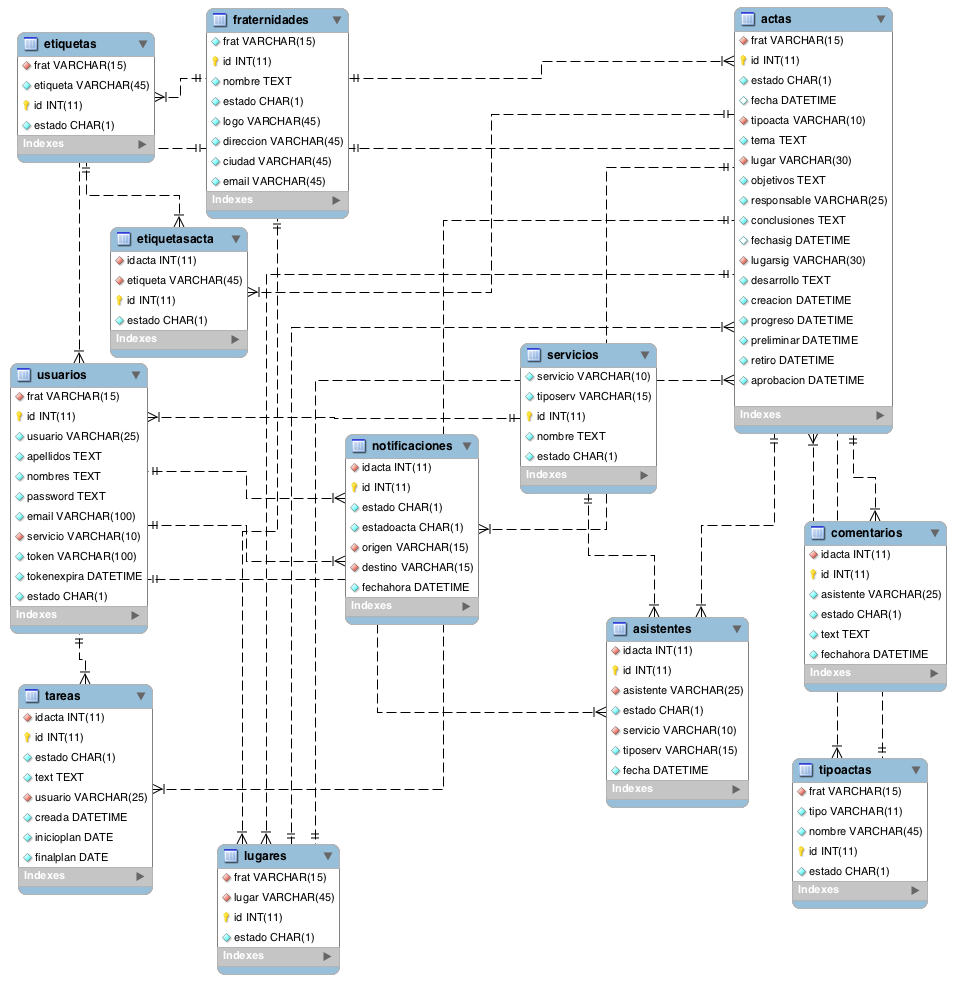 etiquetas
frat VARCHAR(15)
etiqueta VARCHAR(45)
id INT(11)
estado CHAR(1)
Indexes
fraternidades
frat VARCHAR(15)
id INT(11)
nombre TEXT
estado CHAR(1)
logo VARCHAR(45)
direccion VARCHAR(45)
ciudad VARCHAR(45)
email VARCHAR(45)
Indexes
actas
frat VARCHAR(15)
id INT(11)
estado CHAR(1)
fecha DATETIME
tipoacta VARCHAR(10)
tema TEXT
lugar VARCHAR(30)
objetivos TEXT
responsable VARCHAR(25)
conclusiones TEXT
fechasig DATETIME
lugarsig VARCHAR(30)
desarrollo TEXT
creacion DATETIME
progreso DATETIME
preliminar DATETIME
retiro DATETIME
aprobacion DATETIME
Indexes
etiquetasacta
idacta INT(11)
etiqueta VARCHAR(45)
id INT(11)
estado CHAR(1)
Indexes
usuarios
frat VARCHAR(15)
id INT(11)
usuario VARCHAR(25)
apellidos TEXT
nombres TEXT
password TEXT
email VARCHAR(100)
servicio VARCHAR(10)
token VARCHAR(100)
tokenexpira DATETIME
estado CHAR(1)
Indexes
servicios
servicio VARCHAR(10)
tiposerv VARCHAR(15)
id INT(11)
nombre TEXT
estado CHAR(1)
Indexes
notificaciones
idacta INT(11)
id INT(11)
estado CHAR(1)
estadoacta CHAR(1)
origen VARCHAR(15)
destino VARCHAR(15)
fechahora DATETIME
Indexes
comentarios
idacta INT(11)
id INT(11)
asistente VARCHAR(25)
estado CHAR(1)
text TEXT
fechahora DATETIME
Indexes
asistentes
idacta INT(11)
id INT(11)
asistente VARCHAR(25)
estado CHAR(1)
servicio VARCHAR(10)
tiposerv VARCHAR(15)
fecha DATETIME
Indexes
tareas
idacta INT(11)
id INT(11)
estado CHAR(1)
text TEXT
usuario VARCHAR(25)
creada DATETIME
inicioplan DATE
finalplan DATE
Indexes
tipoactas
frat VARCHAR(15)
tipo VARCHAR(11)
nombre VARCHAR(45)
id INT(11)
estado CHAR(1)
Indexes
lugares
frat VARCHAR(15)
lugar VARCHAR(45)
id INT(11)
estado CHAR(1)
Indexes